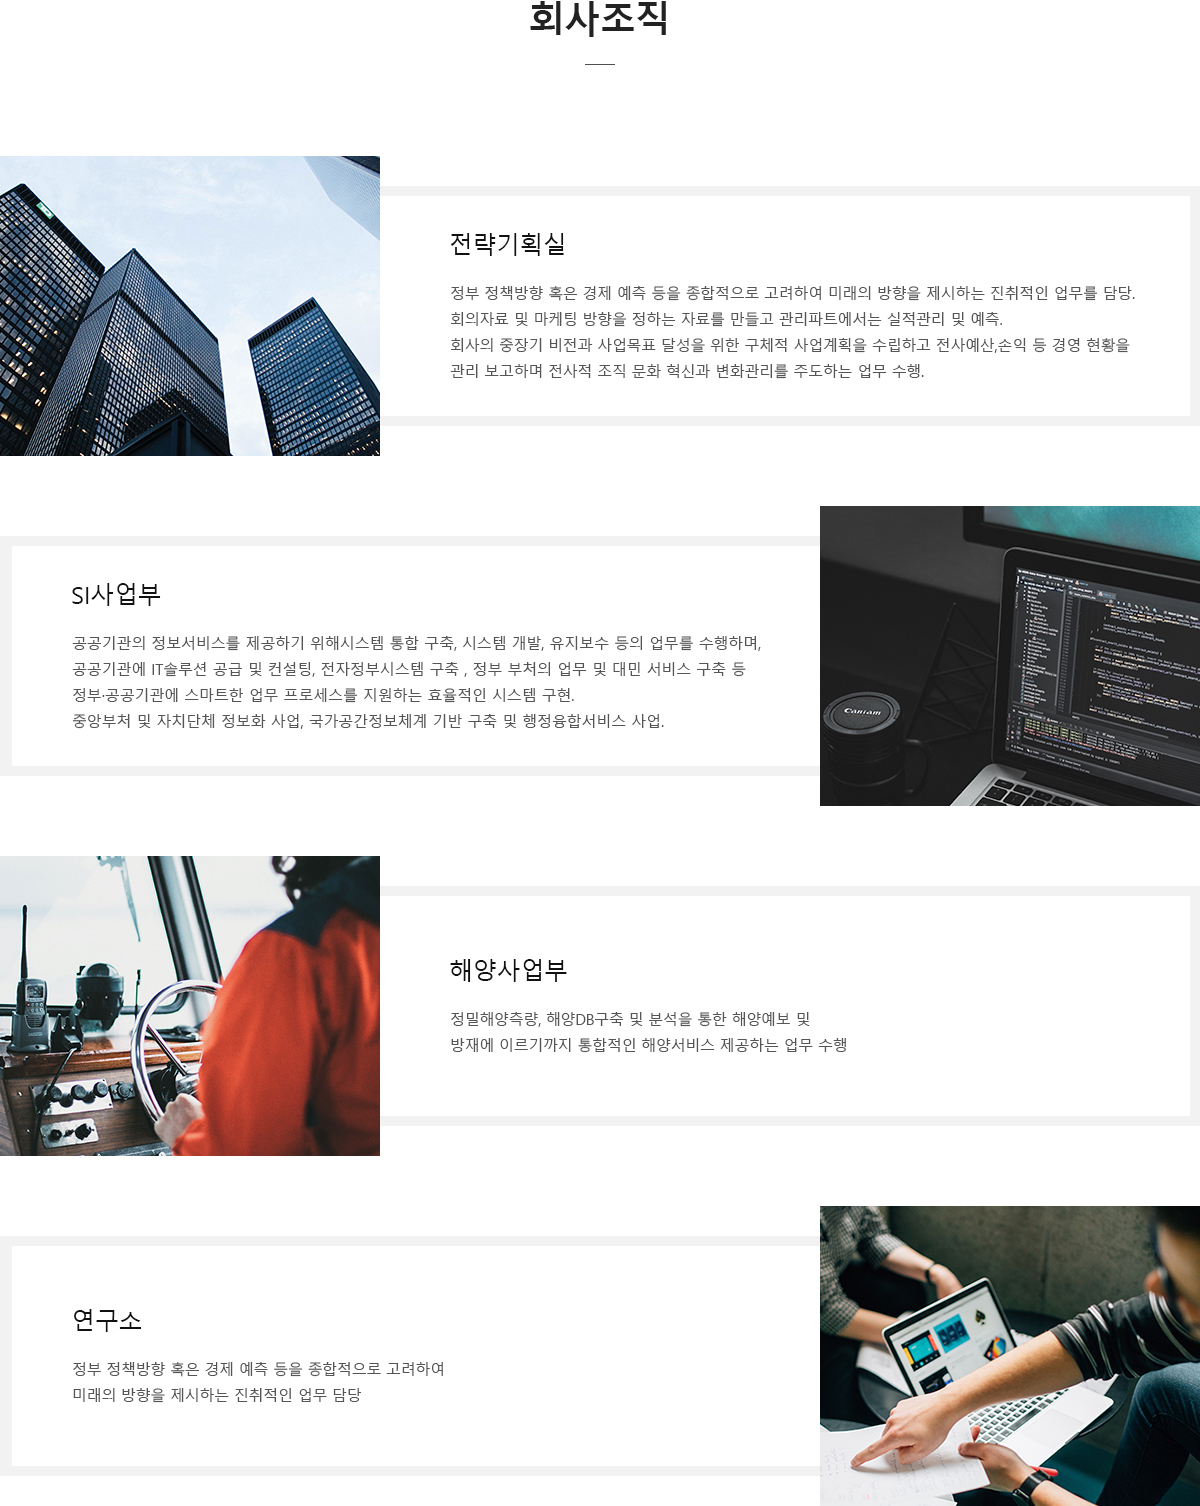 회사조직
전략기획실
정부 정책방향 혹은 경제 예측 등을 종합적으로 고려하여 미래의 방향을 제시하는 진취적인 업무를 담당.
회의자료 및 마케팅 방향을 정하는 자료를 만들고 관리파트에서는 실적관리 및 예측.
회사의 중장기 비전과 사업목표 달성을 위한 구체적 사업계획을 수립하고 전사예산,손익 등 경영 현황을
관리 보고하며 전사적 조직 문화 혁신과 변화관리를 주도하는 업무 수행.
SI사업부
공공기관의 정보서비스를 제공하기 위해시스템 통합 구축, 시스템 개발, 유지보수 등의 업무를 수행하며,
공공기관에 IT솔루션 공급 및 컨설팅, 전자정부시스템 구축 , 정부 부처의 업무 및 대민 서비스 구축 등
정부·공공기관에 스마트한 업무 프로세스를 지원하는 효율적인 시스템 구현.
중앙부처 및 자치단체 정보화 사업, 국가공간정보체계 기반 구축 및 행정융합서비스 사업.
Caniam
해양사업부
정밀해양측량, 해양DB구축 및 분석을 통한 해양예보 및
방재에 이르기까지 통합적인 해양서비스 제공하는 업무 수행
연구소
정부 정책방향 혹은 경제 예측 등을 종합적으로 고려하여
미래의 방향을 제시하는 진취적인 업무 담당